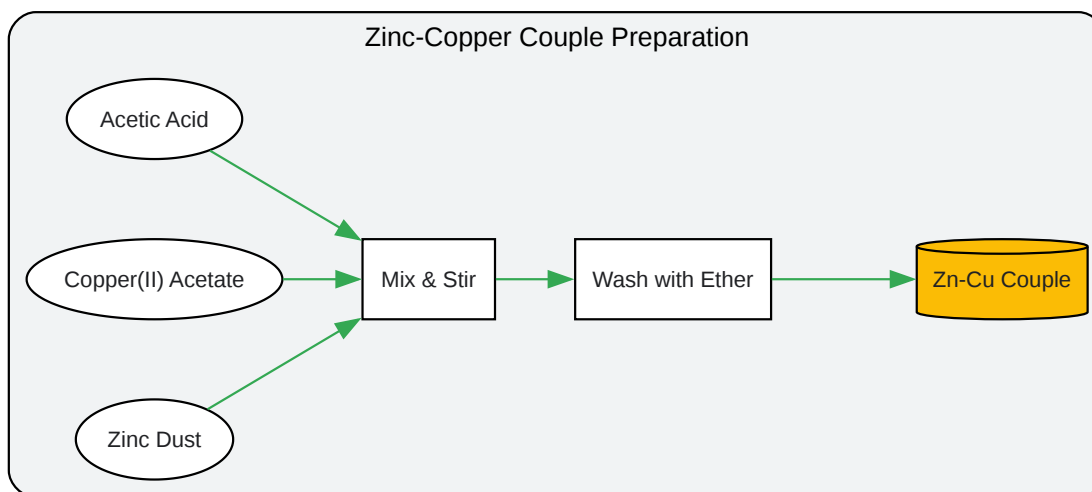 Zinc-Copper Couple Preparation
Acetic Acid
Copper(II) Acetate
Mix & Stir
Wash with Ether
Zn-Cu Couple
Zinc Dust